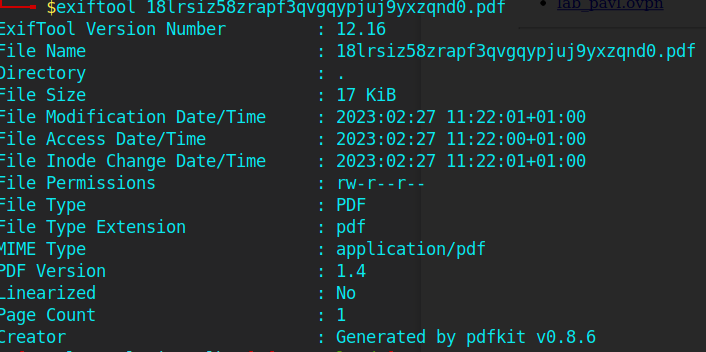 $exiftool 18lrsiz58zrapf3qvgqypjuj9yxzqnd0.pdf
lab_pavi.ovpn
ExifTool Version Number : 12.16
File Name : 18lrsiz58zrapf3qvgqypjuj9yxzqnd0.pdf
Directory : .
File Size : 17 KiB
File Modification Date/Time : 2023:02:27 11:22:01+01:00
File Access Date/Time : 2023:02:27 11:22:00+01:00
File Inode Change Date/Time : 2023:02:27 11:22:01+01:00
File Permissions : rw-r--r--
File Type : PDF
File Type Extension : pdf
MIME Type : application/pdf
PDF Version : 1.4
Linearized : No
Page Count : 1
Creator : Generated by pdfkit v0.8.6